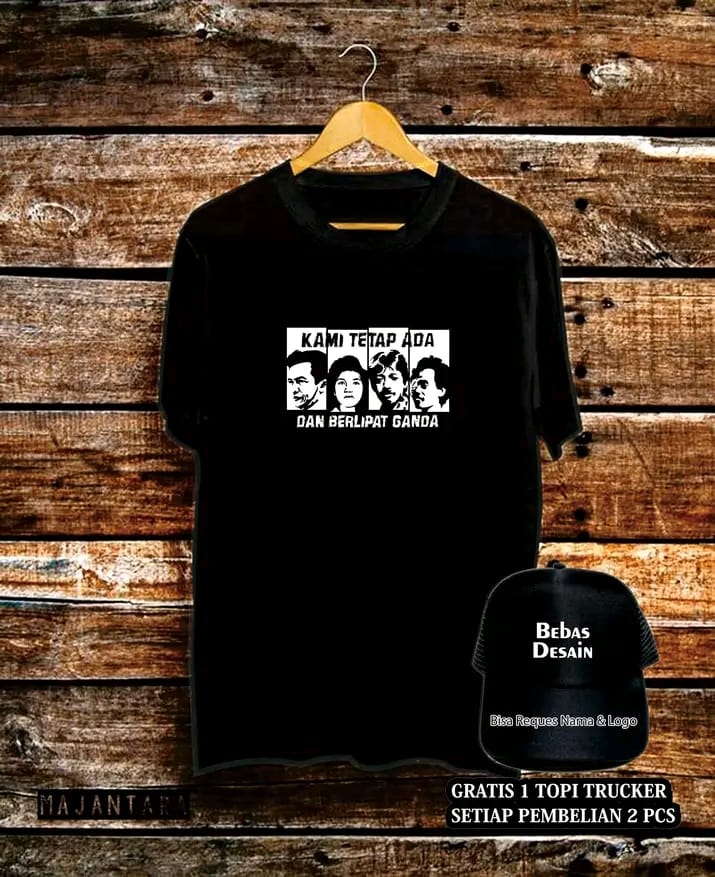 KAMI TETAP ADA
DAN BERLIPAT GANDA
Bebas
Desain
Bisa Reques Nama & Logo
MAJANTARA
GRATIS 1 TOPI TRUCKER
SETIAP PEMBELIAN 2 PCS